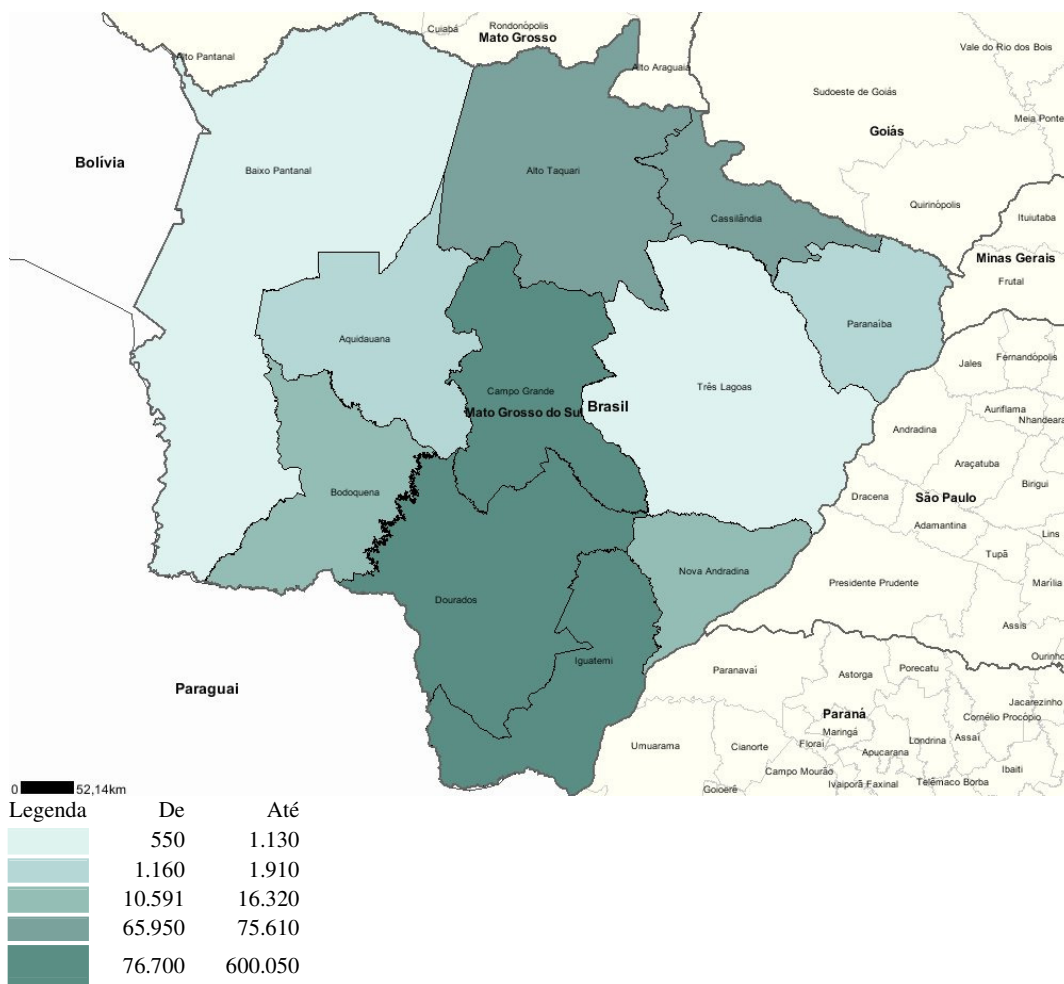 Cuiabá
Rondonópolis
Mato Grosso
Alto Pantanal
Alto Araguaia
Vale do Rio dos Bois
Sudoeste de Goiás
Meia Ponte
Goiás
Bolívia
Baixo Pantanal
Alto Taquari
Cassilândia
Quirinópolis
Ituiutaba
Minas Gerais
Frutal
Paranaíba
Aquidauana
Jales
Fernandópolis
Três Lagoas
Campo Grande
Mato Grosso do Sul
Brasil
Auriflama
Nhandeara
Andradina
Araçatuba
Birigui
Bodoquena
Dracena
São Paulo
Adamantina
Lins
Tupã
Nova Andradina
Presidente Prudente
Marília
Dourados
Assis
Iguatemi
Ourinho
Paranavaí
Astorga
Porecatu
Paraguai
Jacarezinho
Paraná
Cornélio Procópio
Maringá
Umuarama
Cianorte
Floraí
Londrina
Assaí
Apucarana
Campo Mourão
Ibaiti
Ivaiporã
Faxinal
Telêmaco Borba
Goioerê
0 52,14km
Legenda De Até
550 1.130
1.160 1.910
10.591 16.320
65.950 75.610
76.700 600.050